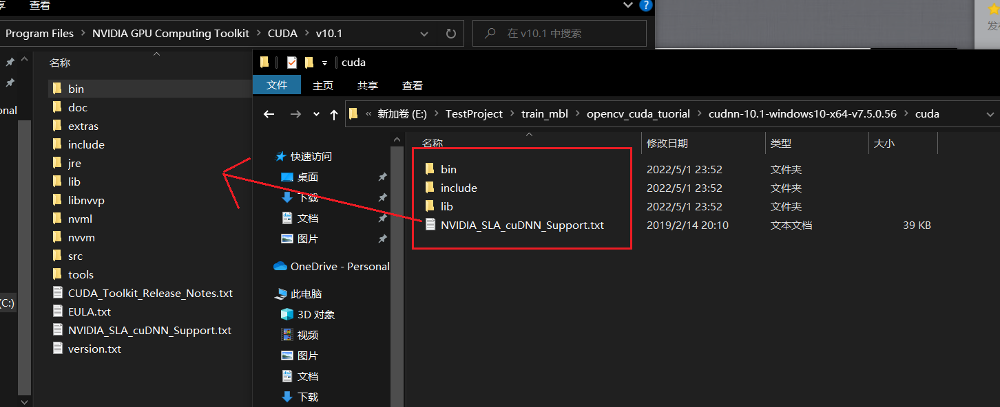 享
查看
?
Program Files > NVIDIA GPU Computing Toolkit > CUDA > v10.1
在 v10.1 中搜索
发
名称
onal
(C:)
bin
doc
extras
include
jre
lib
libnvvp
nvml
nvvm
src
tools
CUDA_Toolkit_Release_Notes.txt
EULA.txt
NVIDIA_SLA_cuDNN_Support.txt
version.txt
cuda
文件
主页
共享
查看
« 新加卷 (E:) > TestProject > train_mbl > opencv_cuda_tuorial > cudnn-10.1-windows10-x64-v7.5.0.56 > cuda
快速访问
桌面
下载
文档
图片
OneDrive - Personal
此电脑
3D 对象
视频
图片
文档
下载
名称 修改日期 类型 大小
bin 2022/5/1 23:52 文件夹
include 2022/5/1 23:52 文件夹
lib 2022/5/1 23:52 文件夹
NVIDIA_SLA_cuDNN_Support.txt 2019/2/14 20:10 文本文档 39 KB